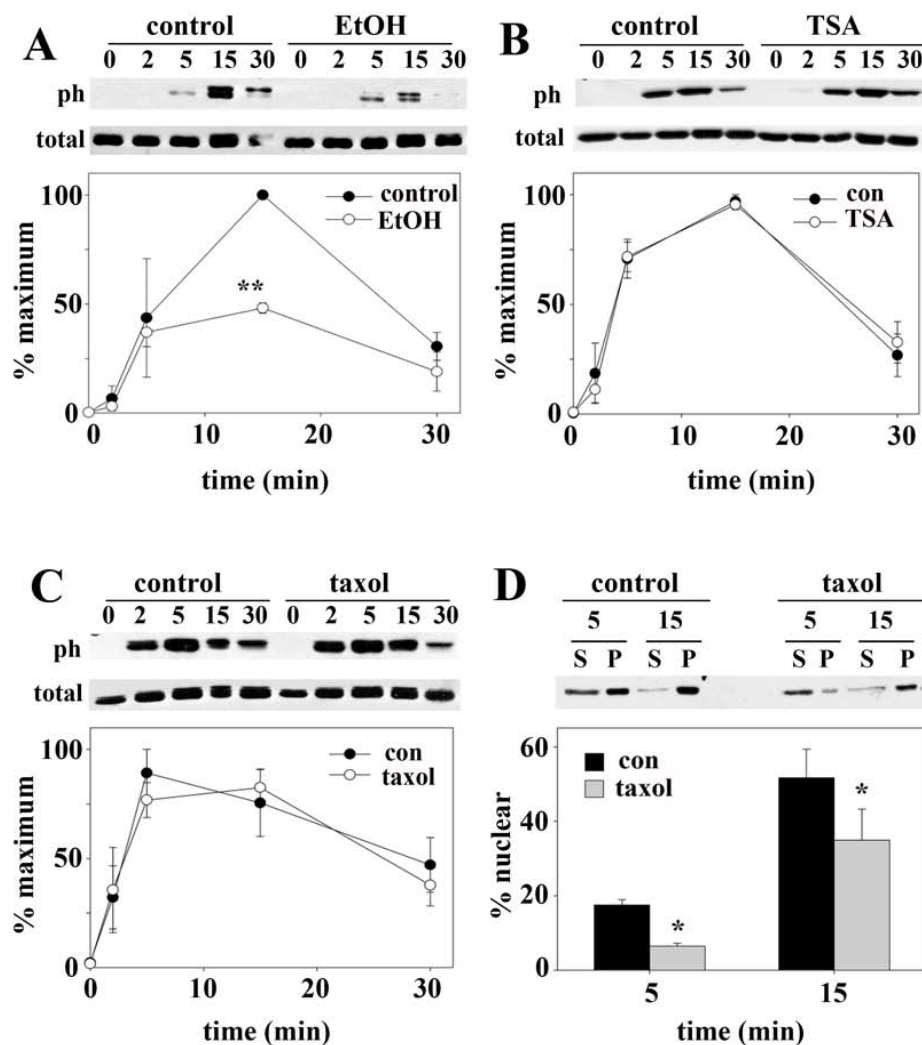 A
control EtOH
0 2 5 15 30 0 2 5 15 30
ph
total
100
50
0
% maximum
control
EtOH
**
0 10 20 30
time (min)
B
control TSA
0 2 5 15 30 0 2 5 15 30
ph
total
100
50
0
% maximum
con
TSA
0 10 20 30
time (min)
C
control taxol
0 2 5 15 30 0 2 5 15 30
ph
total
100
50
0
% maximum
con
taxol
0 10 20 30
time (min)
D
control taxol
5 15 5 15
S P S P S P S P
60
40
20
0
% nuclear
con
taxol
*
*
5 15
time (min)